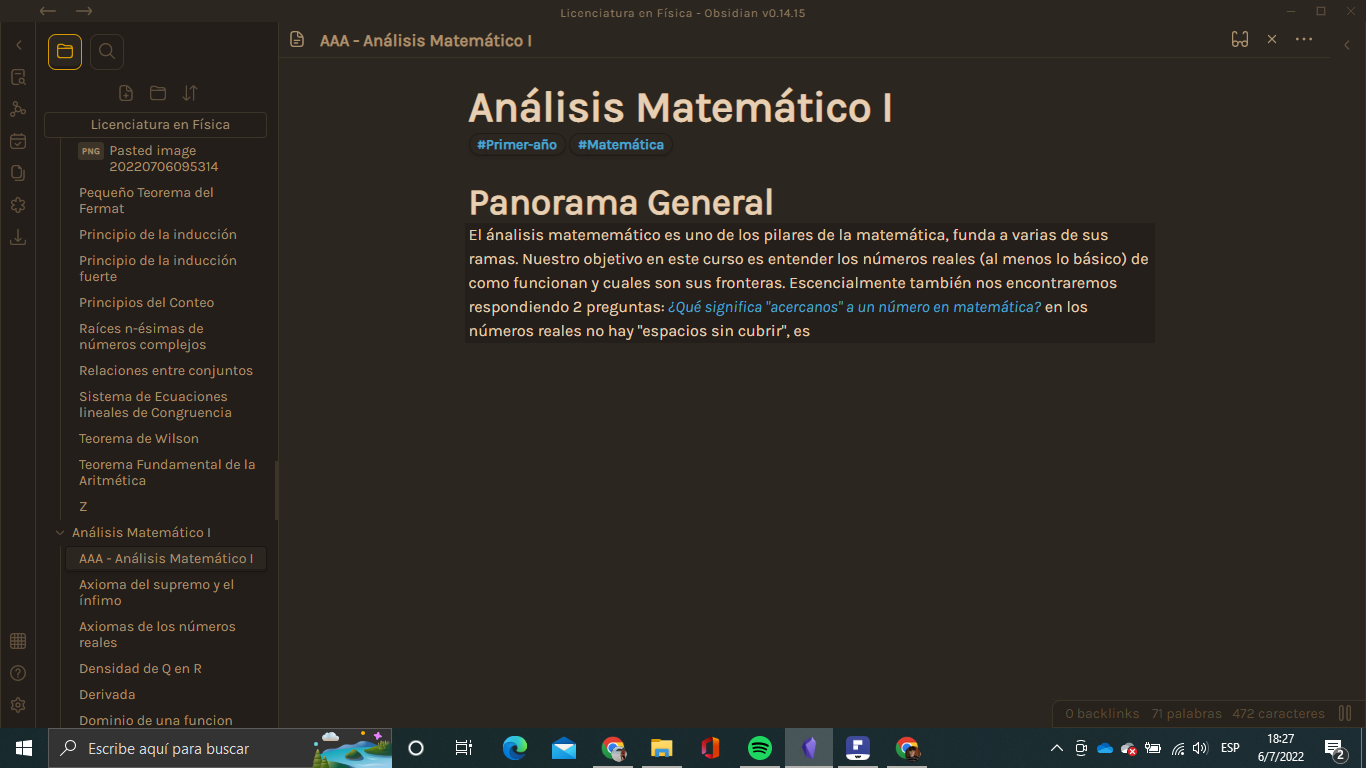 Licenciatura en Física - Obsidian v0.14.15
AAA - Análisis Matemático I
Licenciatura en Física
PNG Pasted image
20220706095314
Pequeño Teorema del
Fermat
Principio de la inducción
Principio de la inducción
fuerte
Principios del Conteo
Raíces n-ésimas de
números complejos
Relaciones entre conjuntos
Sistema de Ecuaciones
lineales de Congruencia
Teorema de Wilson
Teorema Fundamental de la
Aritmética
Z
Análisis Matemático I
AAA - Análisis Matemático I
Axioma del supremo y el
ínfimo
Axiomas de los números
reales
Densidad de Q en R
Derivada
Dominio de una funcion
Análisis Matemático I
#Primer-año #Matemática
Panorama General
El ánalisis matememático es uno de los pilares de la matemática, funda a varias de sus
ramas. Nuestro objetivo en este curso es entender los números reales (al menos lo básico) de
como funcionan y cuales son sus fronteras. Escencialmente también nos encontraremos
respondiendo 2 preguntas: ¿Qué significa "acercanos" a un número en matemática? en los
números reales no hay "espacios sin cubrir", es
0 backlinks 71 palabras 472 caracteres
Escribe aquí para buscar
ESP
18:27
6/7/2022
2